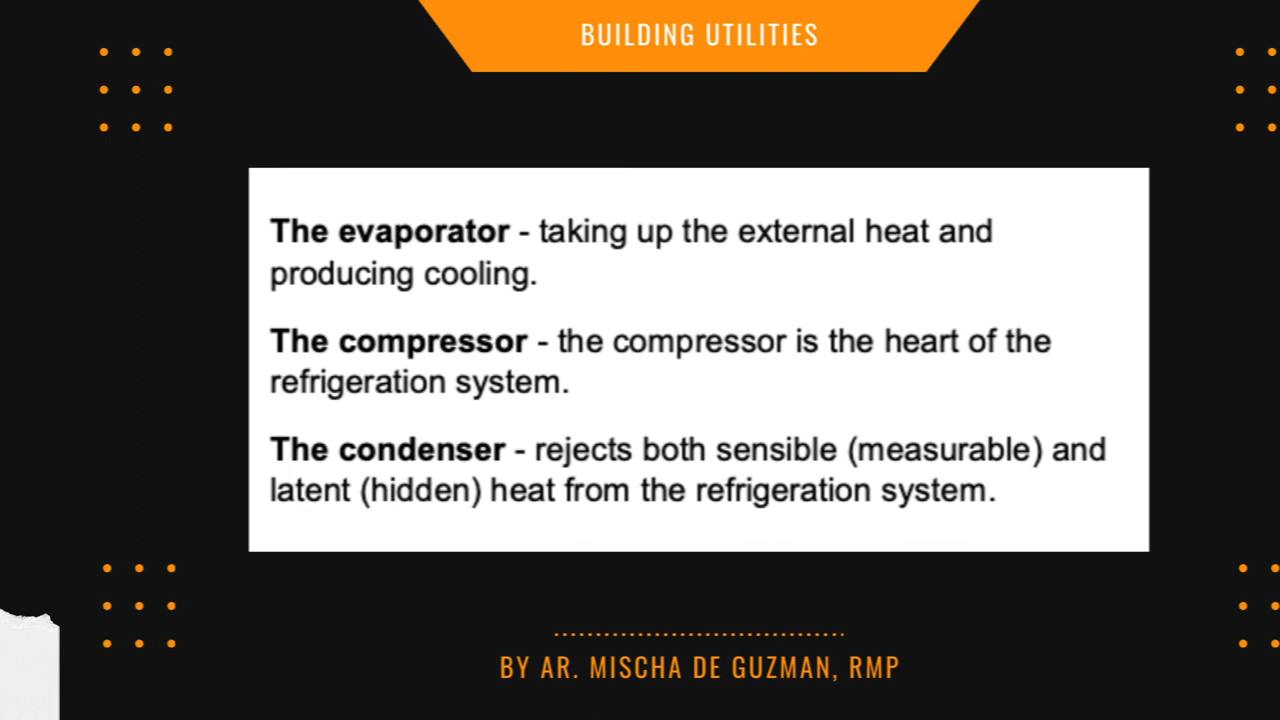 BUILDING UTILITIES
The evaporator - taking up the external heat and
producing cooling.
The compressor - the compressor is the heart of the
refrigeration system.
The condenser - rejects both sensible (measurable) and
latent (hidden) heat from the refrigeration system.
BY AR. MISCHA DE GUZMAN, RMP